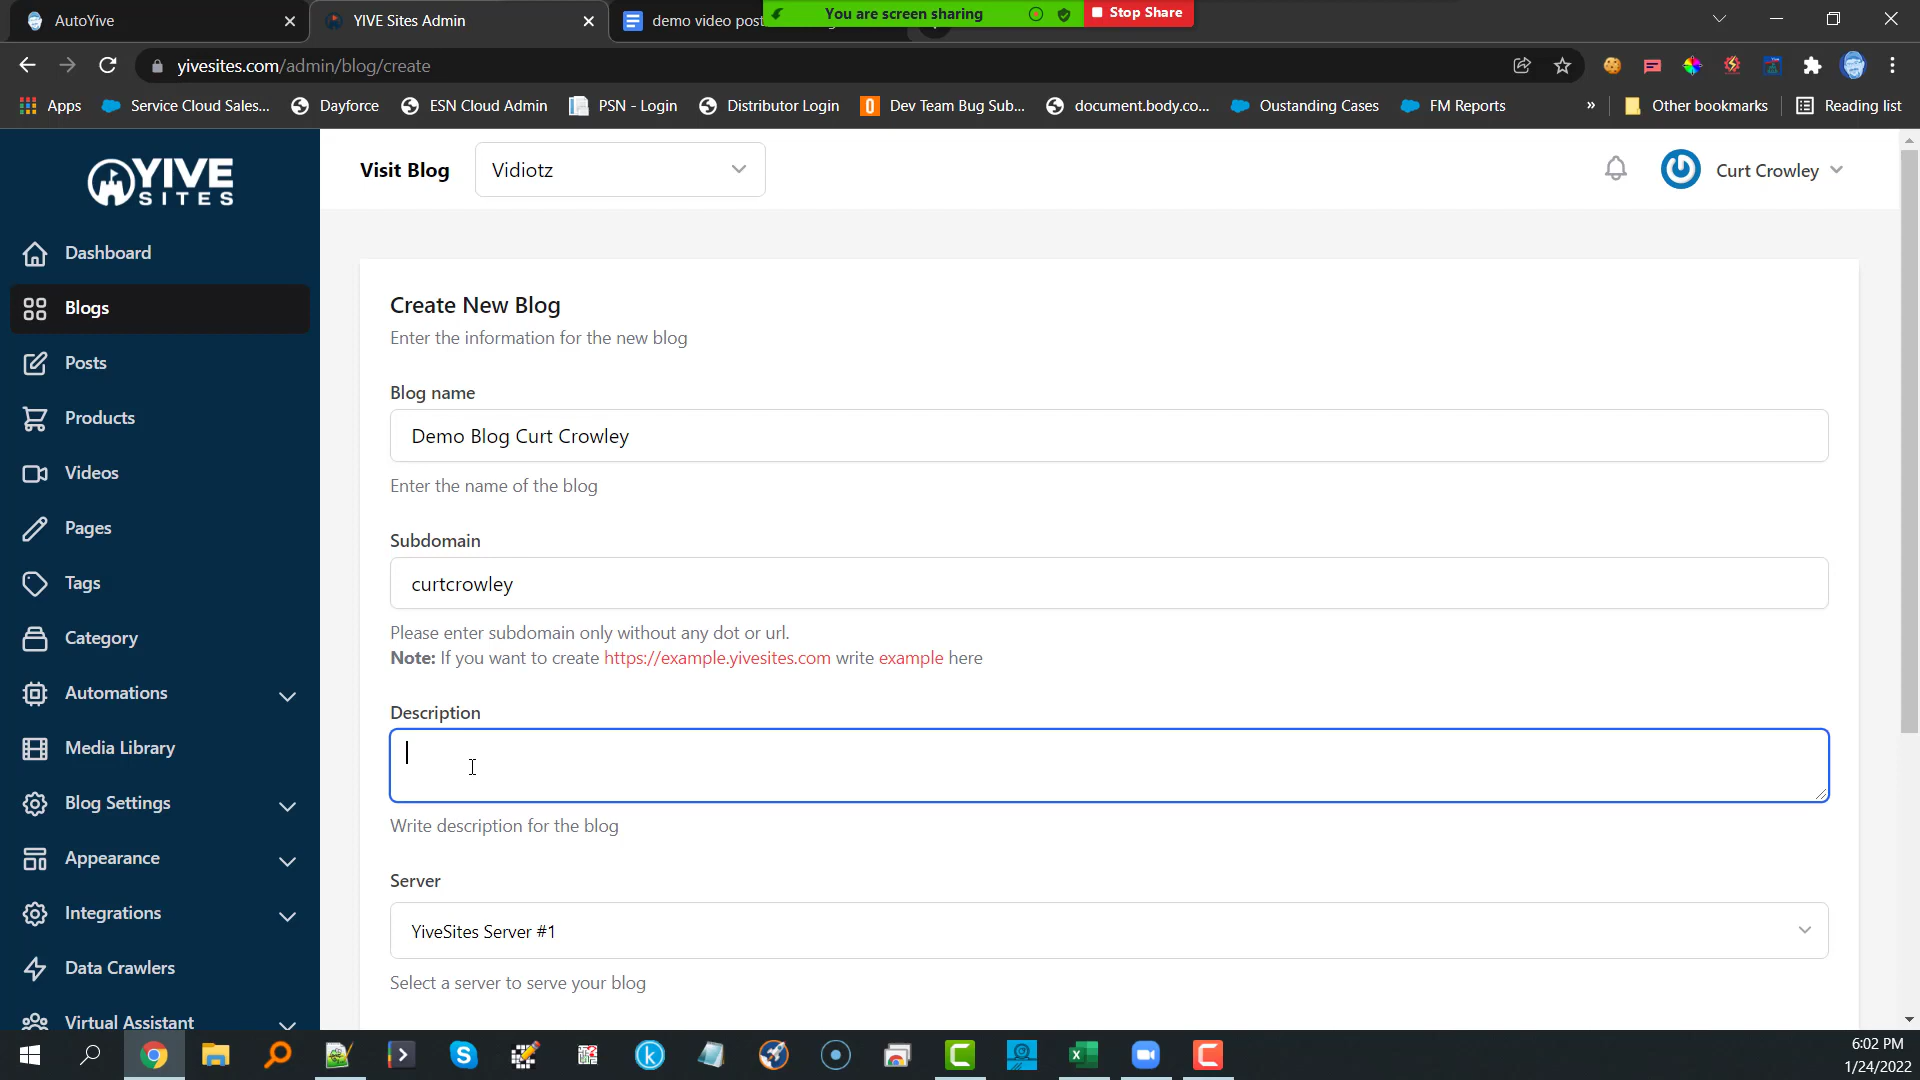 AutoYive
YIVE Sites Admin
demo video post
You are screen sharing
Stop Share
yivesites.com/admin/blog/create
Apps
Service Cloud Sales...
Dayforce
ESN Cloud Admin
PSN - Login
Distributor Login
Dev Team Bug Sub...
document.body.co...
Oustanding Cases
FM Reports
»
Other bookmarks
Reading list
YIVE
SITES
Visit Blog
Vidiotz
Curt Crowley
Dashboard
Blogs
Posts
Products
Videos
Pages
Tags
Category
Automations
Media Library
Blog Settings
Appearance
Integrations
Data Crawlers
Virtual Assistant
Create New Blog
Enter the information for the new blog
Blog name
Demo Blog Curt Crowley
Enter the name of the blog
Subdomain
curtcrowley
Please enter subdomain only without any dot or url.
Note: If you want to create https://example.yivesites.com write example here
Description
Write description for the blog
Server
YiveSites Server #1
Select a server to serve your blog
6:02 PM
1/24/2022